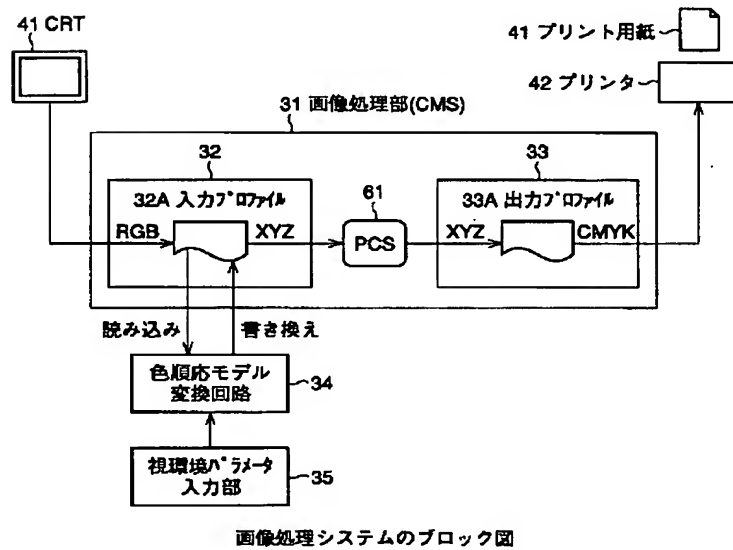 41 CRT
41 プリント用紙
42 プリンタ
31 画像処理部(CMS)
32
33
32A 入力プロファイル
61
33A 出力プロファイル
RGB
XYZ
PCS
XYZ
CMYK
読み込み
書き換え
色順応モデル
変換回路
34
視環境パラメータ
入力部
35
画像処理システムのブロック図